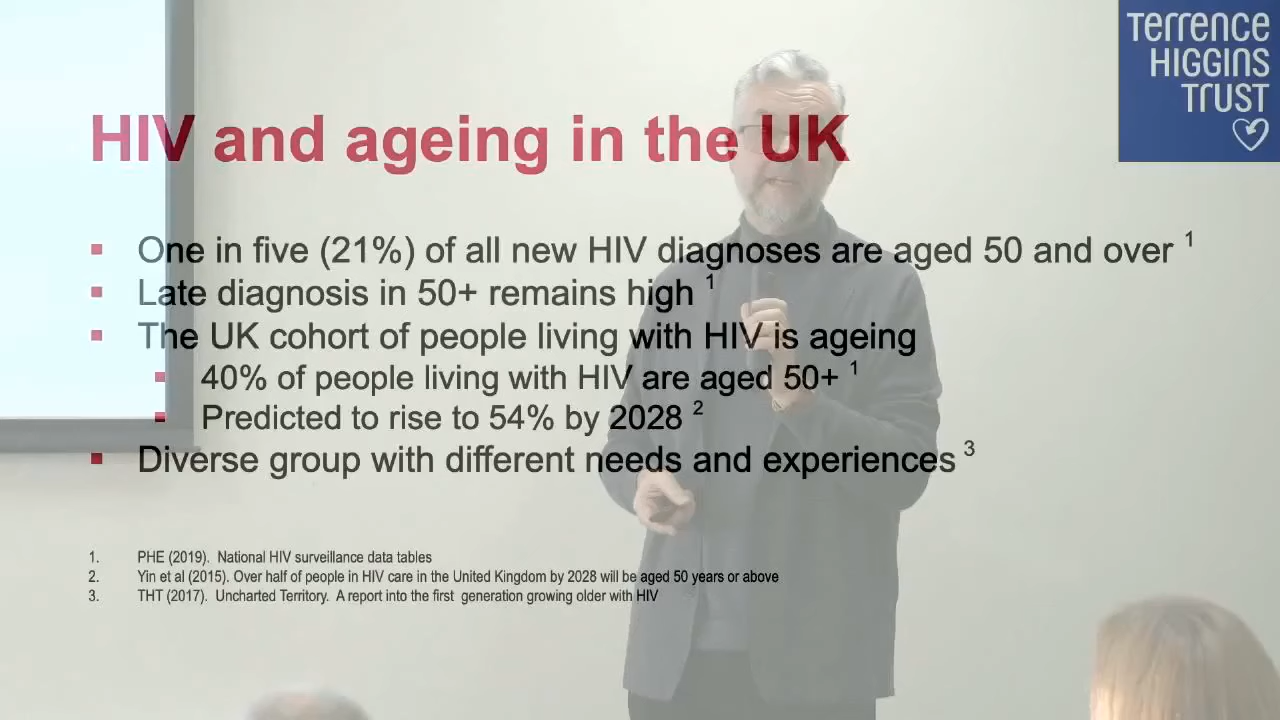 Terrence
HIGGINS
TRUST
HIV and ageing in the UK
▪ One in five (21%) of all new HIV diagnoses are aged 50 and over 1
▪ Late diagnosis in 50+ remains high 1
▪ The UK cohort of people living with HIV is ageing
▪ 40% of people living with HIV are aged 50+ 1
▪ Predicted to rise to 54% by 2028 2
▪ Diverse group with different needs and experiences 3
1. PHE (2019). National HIV surveillance data tables
2. Yin et al (2015). Over half of people in HIV care in the United Kingdom by 2028 will be aged 50 years or above
3. THT (2017). Uncharted Territory. A report into the first generation growing older with HIV